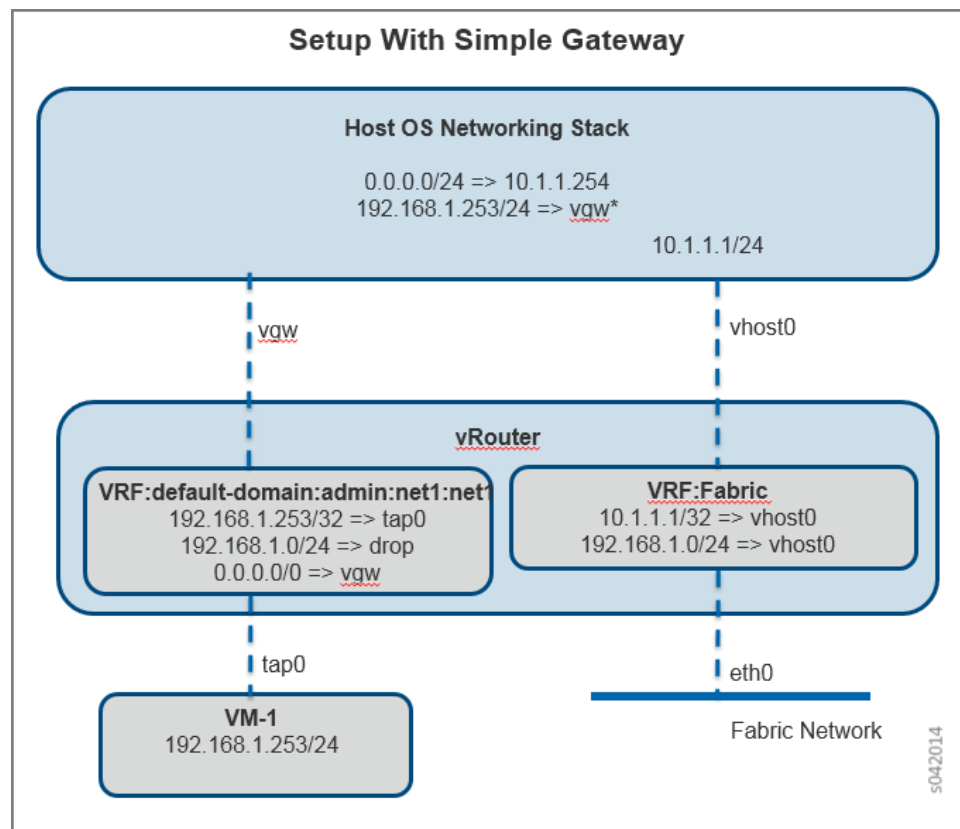 Setup With Simple Gateway
Host OS Networking Stack
0.0.0.0/24 => 10.1.1.254
192.168.1.253/24 => vgw*
10.1.1.1/24
vgw
vhost0
vRouter
VRF:default-domain:admin:net1:net1
192.168.1.253/32 => tap0
192.168.1.0/24 => drop
0.0.0.0/0 => vgw
VRF:Fabric
10.1.1.1/32 => vhost0
192.168.1.0/24 => vhost0
tap0
eth0
VM-1
192.168.1.253/24
Fabric Network
s042014